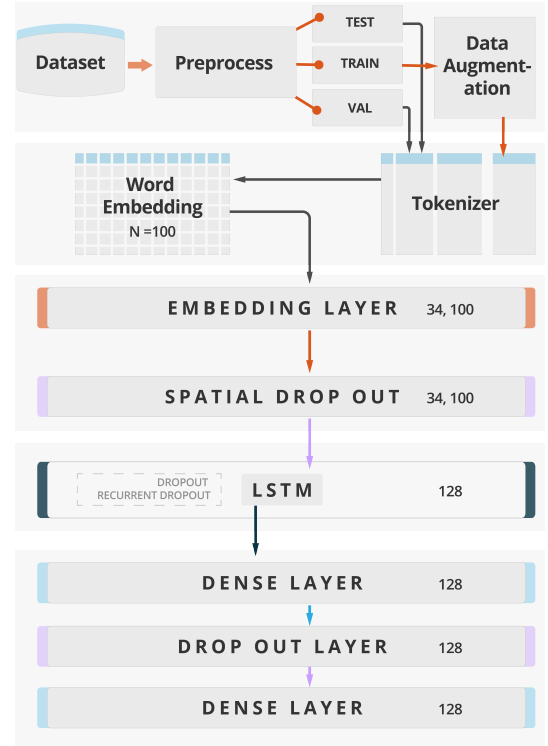 Dataset
Preprocess
TEST
TRAIN
VAL
Data
Augment-
ation
Word
Embedding
N =100
Tokenizer
EMBEDDING LAYER 34, 100
SPATIAL DROP OUT 34, 100
DROPOUT
RECURRENT DROPOUT
LSTM 128
DENSE LAYER 128
DROP OUT LAYER 128
DENSE LAYER 128